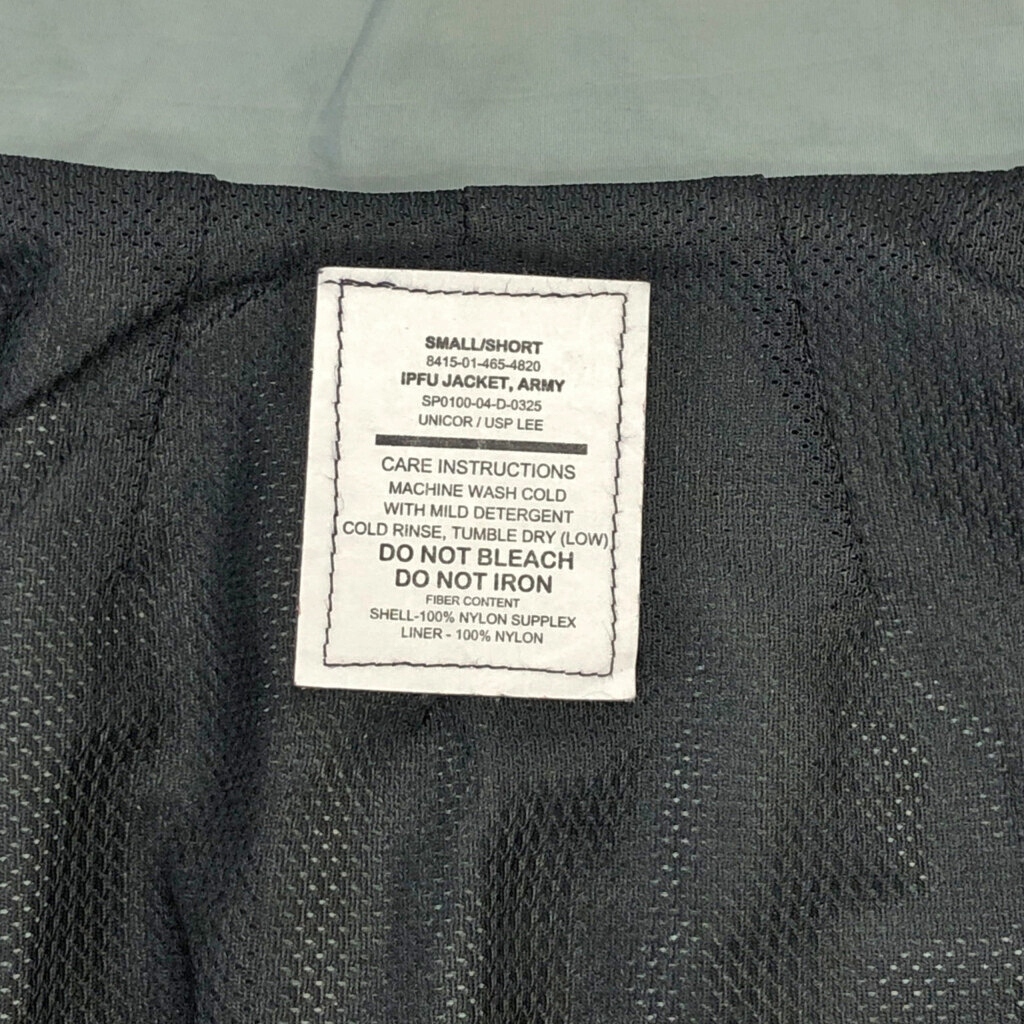 SMALL/SHORT
8415-01-465-4820
IPFU JACKET, ARMY
SP0100-04-D-0325
UNICOR / USP LEE
CARE INSTRUCTIONS
MACHINE WASH COLD
WITH MILD DETERGENT
COLD RINSE, TUMBLE DRY (LOW)
DO NOT BLEACH
DO NOT IRON
FIBER CONTENT
SHELL-100% NYLON SUPPLEX
LINER - 100% NYLON